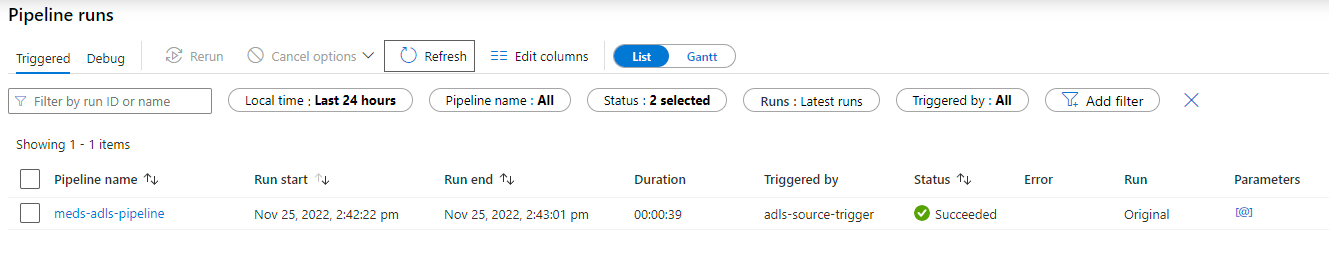 Pipeline runs
Triggered Debug Rerun Cancel options Refresh Edit columns List Gantt
Filter by run ID or name Local time : Last 24 hours Pipeline name : All Status : 2 selected Runs : Latest runs Triggered by : All Add filter
Showing 1 - 1 items
Pipeline name Run start Run end Duration Triggered by Status Error Run Parameters
meds-adls-pipeline Nov 25, 2022, 2:42:22 pm Nov 25, 2022, 2:43:01 pm 00:00:39 adls-source-trigger Succeeded Original [@]